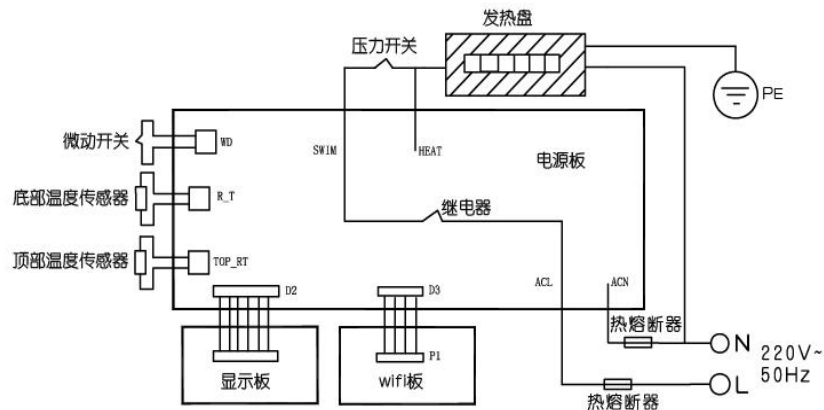 发热盘
压力开关
PE
微动开关
WD
SWIM
HEAT
电源板
底部温度传感器
R_T
继电器
顶部温度传感器
TOP_RT
ACL
ACN
D2
D3
热熔断器
N
220V~
50Hz
P1
显示板
wifi板
L
热熔断器